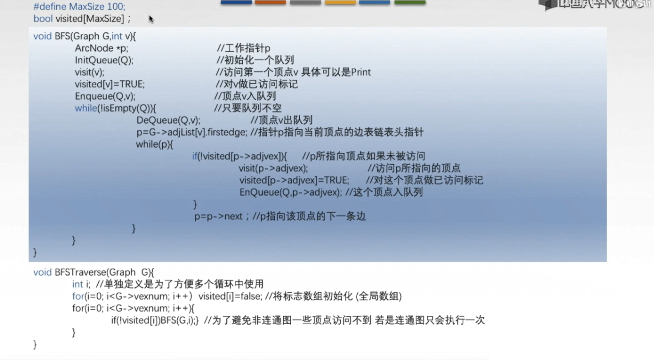 #define MaxSize 100;
bool visited[MaxSize] ;
void BFS(Graph G,int v){
ArcNode *p; //工作指针p
InitQueue(Q); //初始化一个队列
visit(v); //访问第一个顶点v 具体可以是Print
visited[v]=TRUE; //对v做已访问标记
Enqueue(Q,v); //顶点v入队列
while(!isEmpty(Q)){ //只要队列不空
DeQueue(Q,v); //顶点v出队列
p=G->adjList[v].firstedge; //指针p指向当前顶点的边表链表头指针
while(p){
if(!visited[p->adjvex]){ //p所指向顶点如果未被访问
visit(p->adjvex); //访问p所指向的顶点
visited[p->adjvex]=TRUE; //对这个顶点做已访问标记
EnQueue(Q,p->adjvex); //这个顶点入队列
}
p=p->next ; //p指向该顶点的下一条边
}
}
}
void BFSTraverse(Graph G){
int i; //单独定义是为了方便多个循环中使用
for(i=0; i<G->vexnum; i++) visited[i]=false; //将标志数组初始化 (全局数组)
for(i=0; i<G->vexnum; i++){
if(!visited[i])BFS(G,i);} //为了避免非连通图一些顶点访问不到 若是连通图只会执行一次
}
}